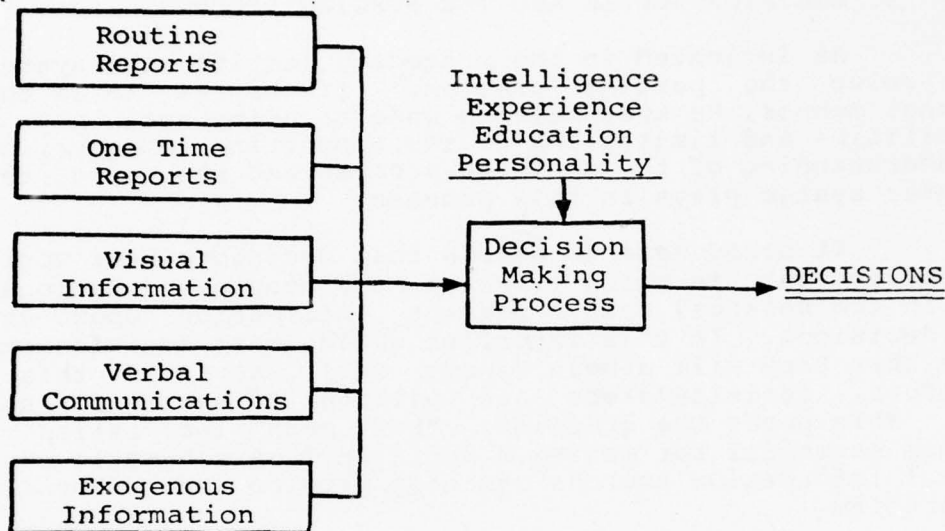 Routine
Reports
One Time
Reports
Visual
Information
Verbal
Communications
Exogenous
Information
Intelligence
Experience
Education
Personality
Decision
Making
Process
DECISIONS